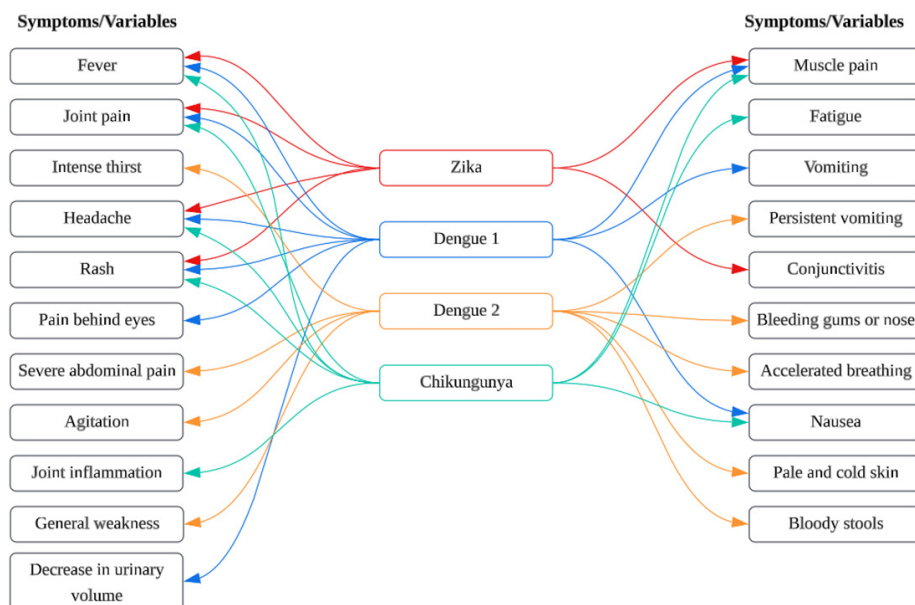 Symptoms/Variables
Fever
Joint pain
Intense thirst
Headache
Rash
Pain behind eyes
Severe abdominal pain
Agitation
Joint inflammation
General weakness
Decrease in urinary
volume
Zika
Dengue 1
Dengue 2
Chikungunya
Symptoms/Variables
Muscle pain
Fatigue
Vomiting
Persistent vomiting
Conjunctivitis
Bleeding gums or nose
Accelerated breathing
Nausea
Pale and cold skin
Bloody stools